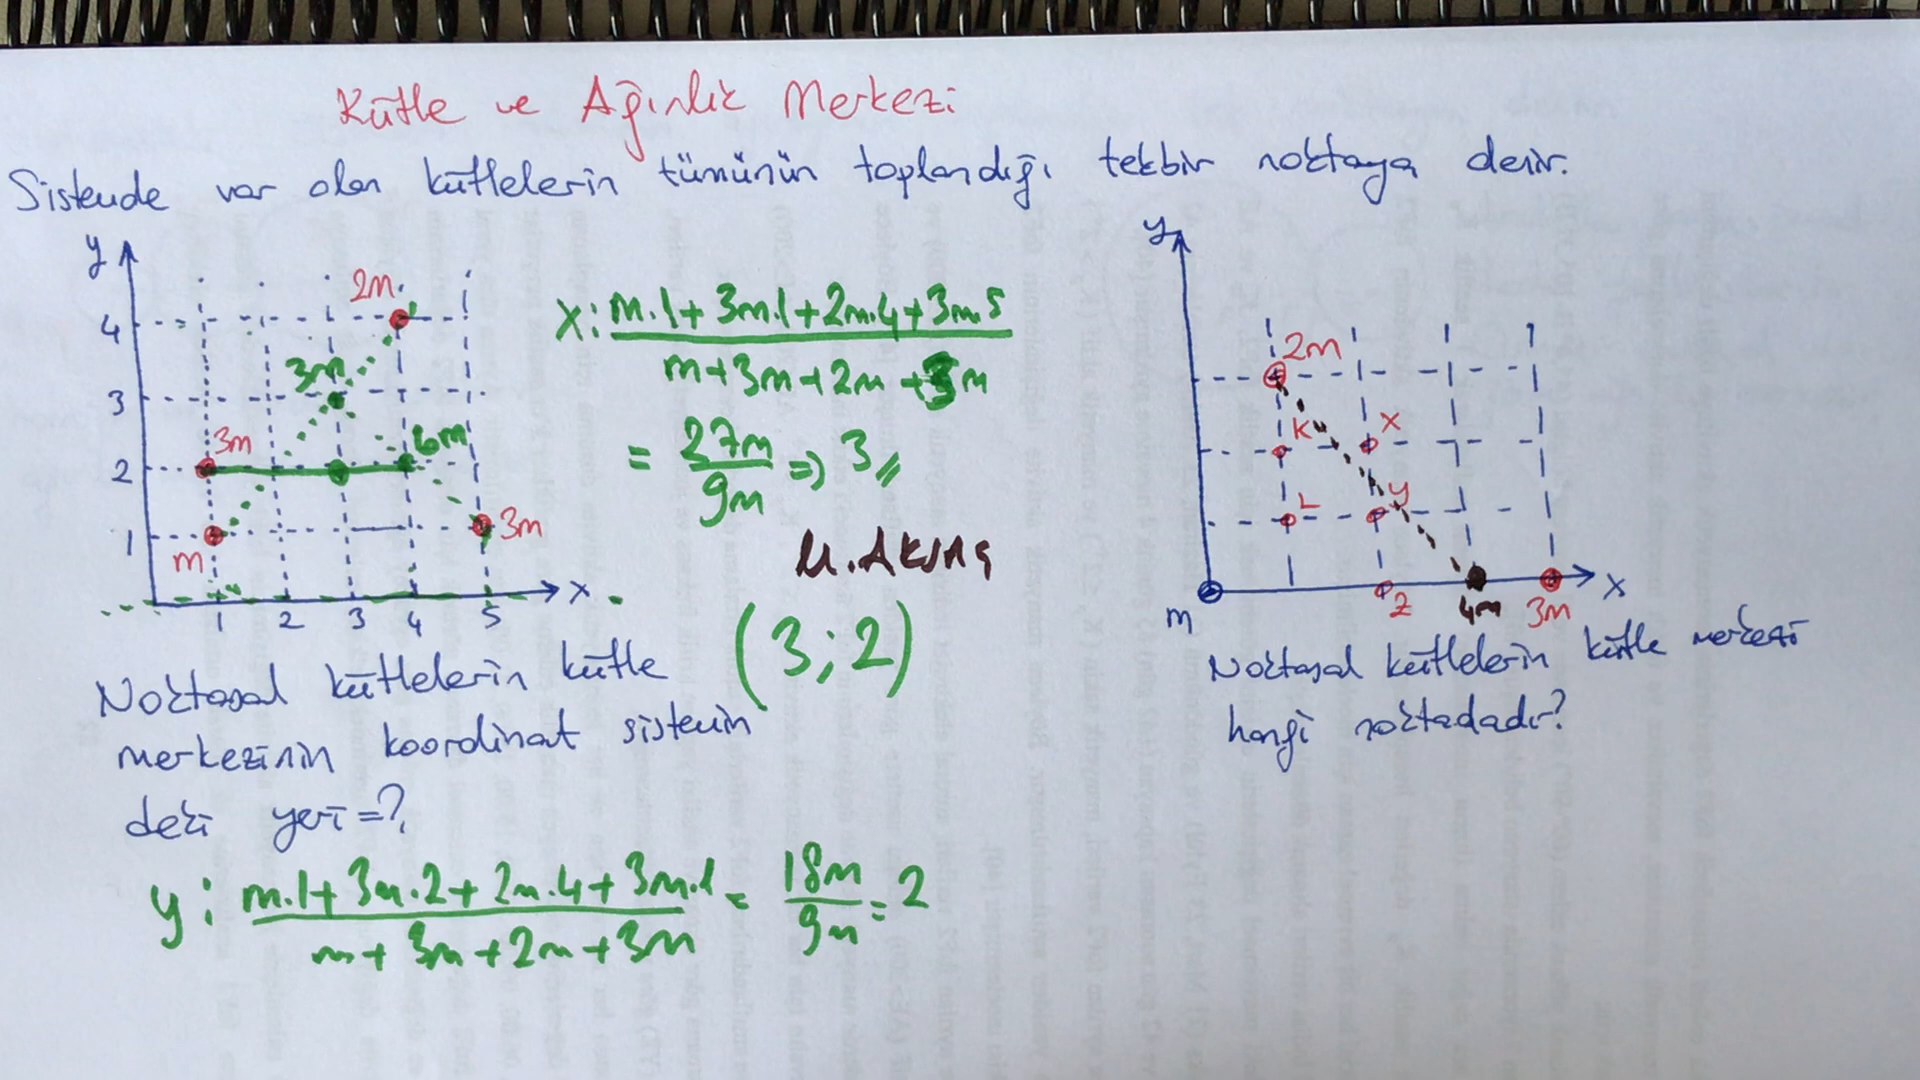 Kütle ve Ağırlık Merkezi
Sistemde var olan kütlelerin tümünün toplandığı tekbir noktaya denir.
y
4
3
2
1
1 2 3 4 5
x
2m
3m
3m
6m
m
3m
x: m.1+3m.1+2m.4+3m.5
m+3m+2m+3m
= 27m
9m
=> 3
M.Akınç
(3;2)
Noktasal kütlelerin kütle
merkezinin koordinat sistemin
deki yeri=?
y: m.1+3m.2+2m.4+3m.1 = 18m = 2
m+3m+2m+3m 9m
y
2m
K
X
L
y
m
z
4m
3m
x
Noktasal kütlelerin kütle merkezi
hangi noktadadır?